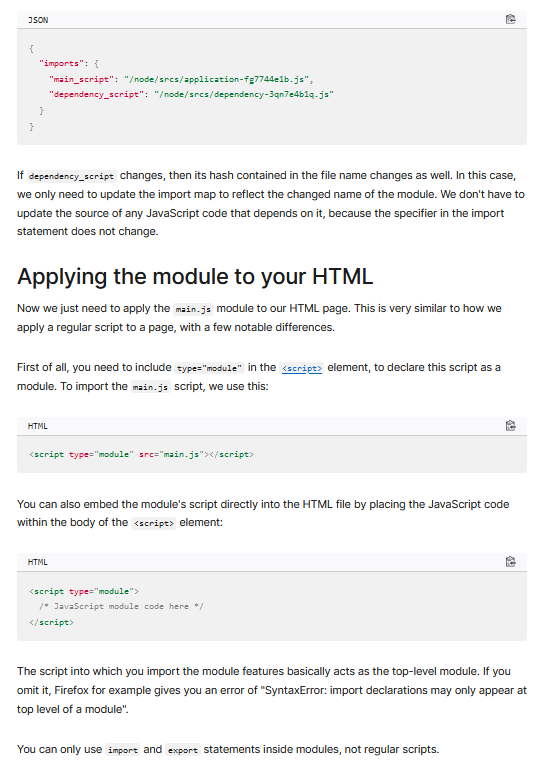 JSON
{
"imports": {
"main_script": "/node/srcs/application-fg7744e1b.js",
"dependency_script": "/node/srcs/dependency-3qn7e4b1q.js"
}
}
If dependency_script changes, then its hash contained in the file name changes as well. In this case,
we only need to update the import map to reflect the changed name of the module. We don't have to
update the source of any JavaScript code that depends on it, because the specifier in the import
statement does not change.
Applying the module to your HTML
Now we just need to apply the main.js module to our HTML page. This is very similar to how we
apply a regular script to a page, with a few notable differences.
First of all, you need to include type="module" in the <script> element, to declare this script as a
module. To import the main.js script, we use this:
HTML
<script type="module" src="main.js"></script>
You can also embed the module's script directly into the HTML file by placing the JavaScript code
within the body of the <script> element:
HTML
<script type="module">
/* JavaScript module code here */
</script>
The script into which you import the module features basically acts as the top-level module. If you
omit it, Firefox for example gives you an error of "SyntaxError: import declarations may only appear at
top level of a module".
You can only use import and export statements inside modules, not regular scripts.